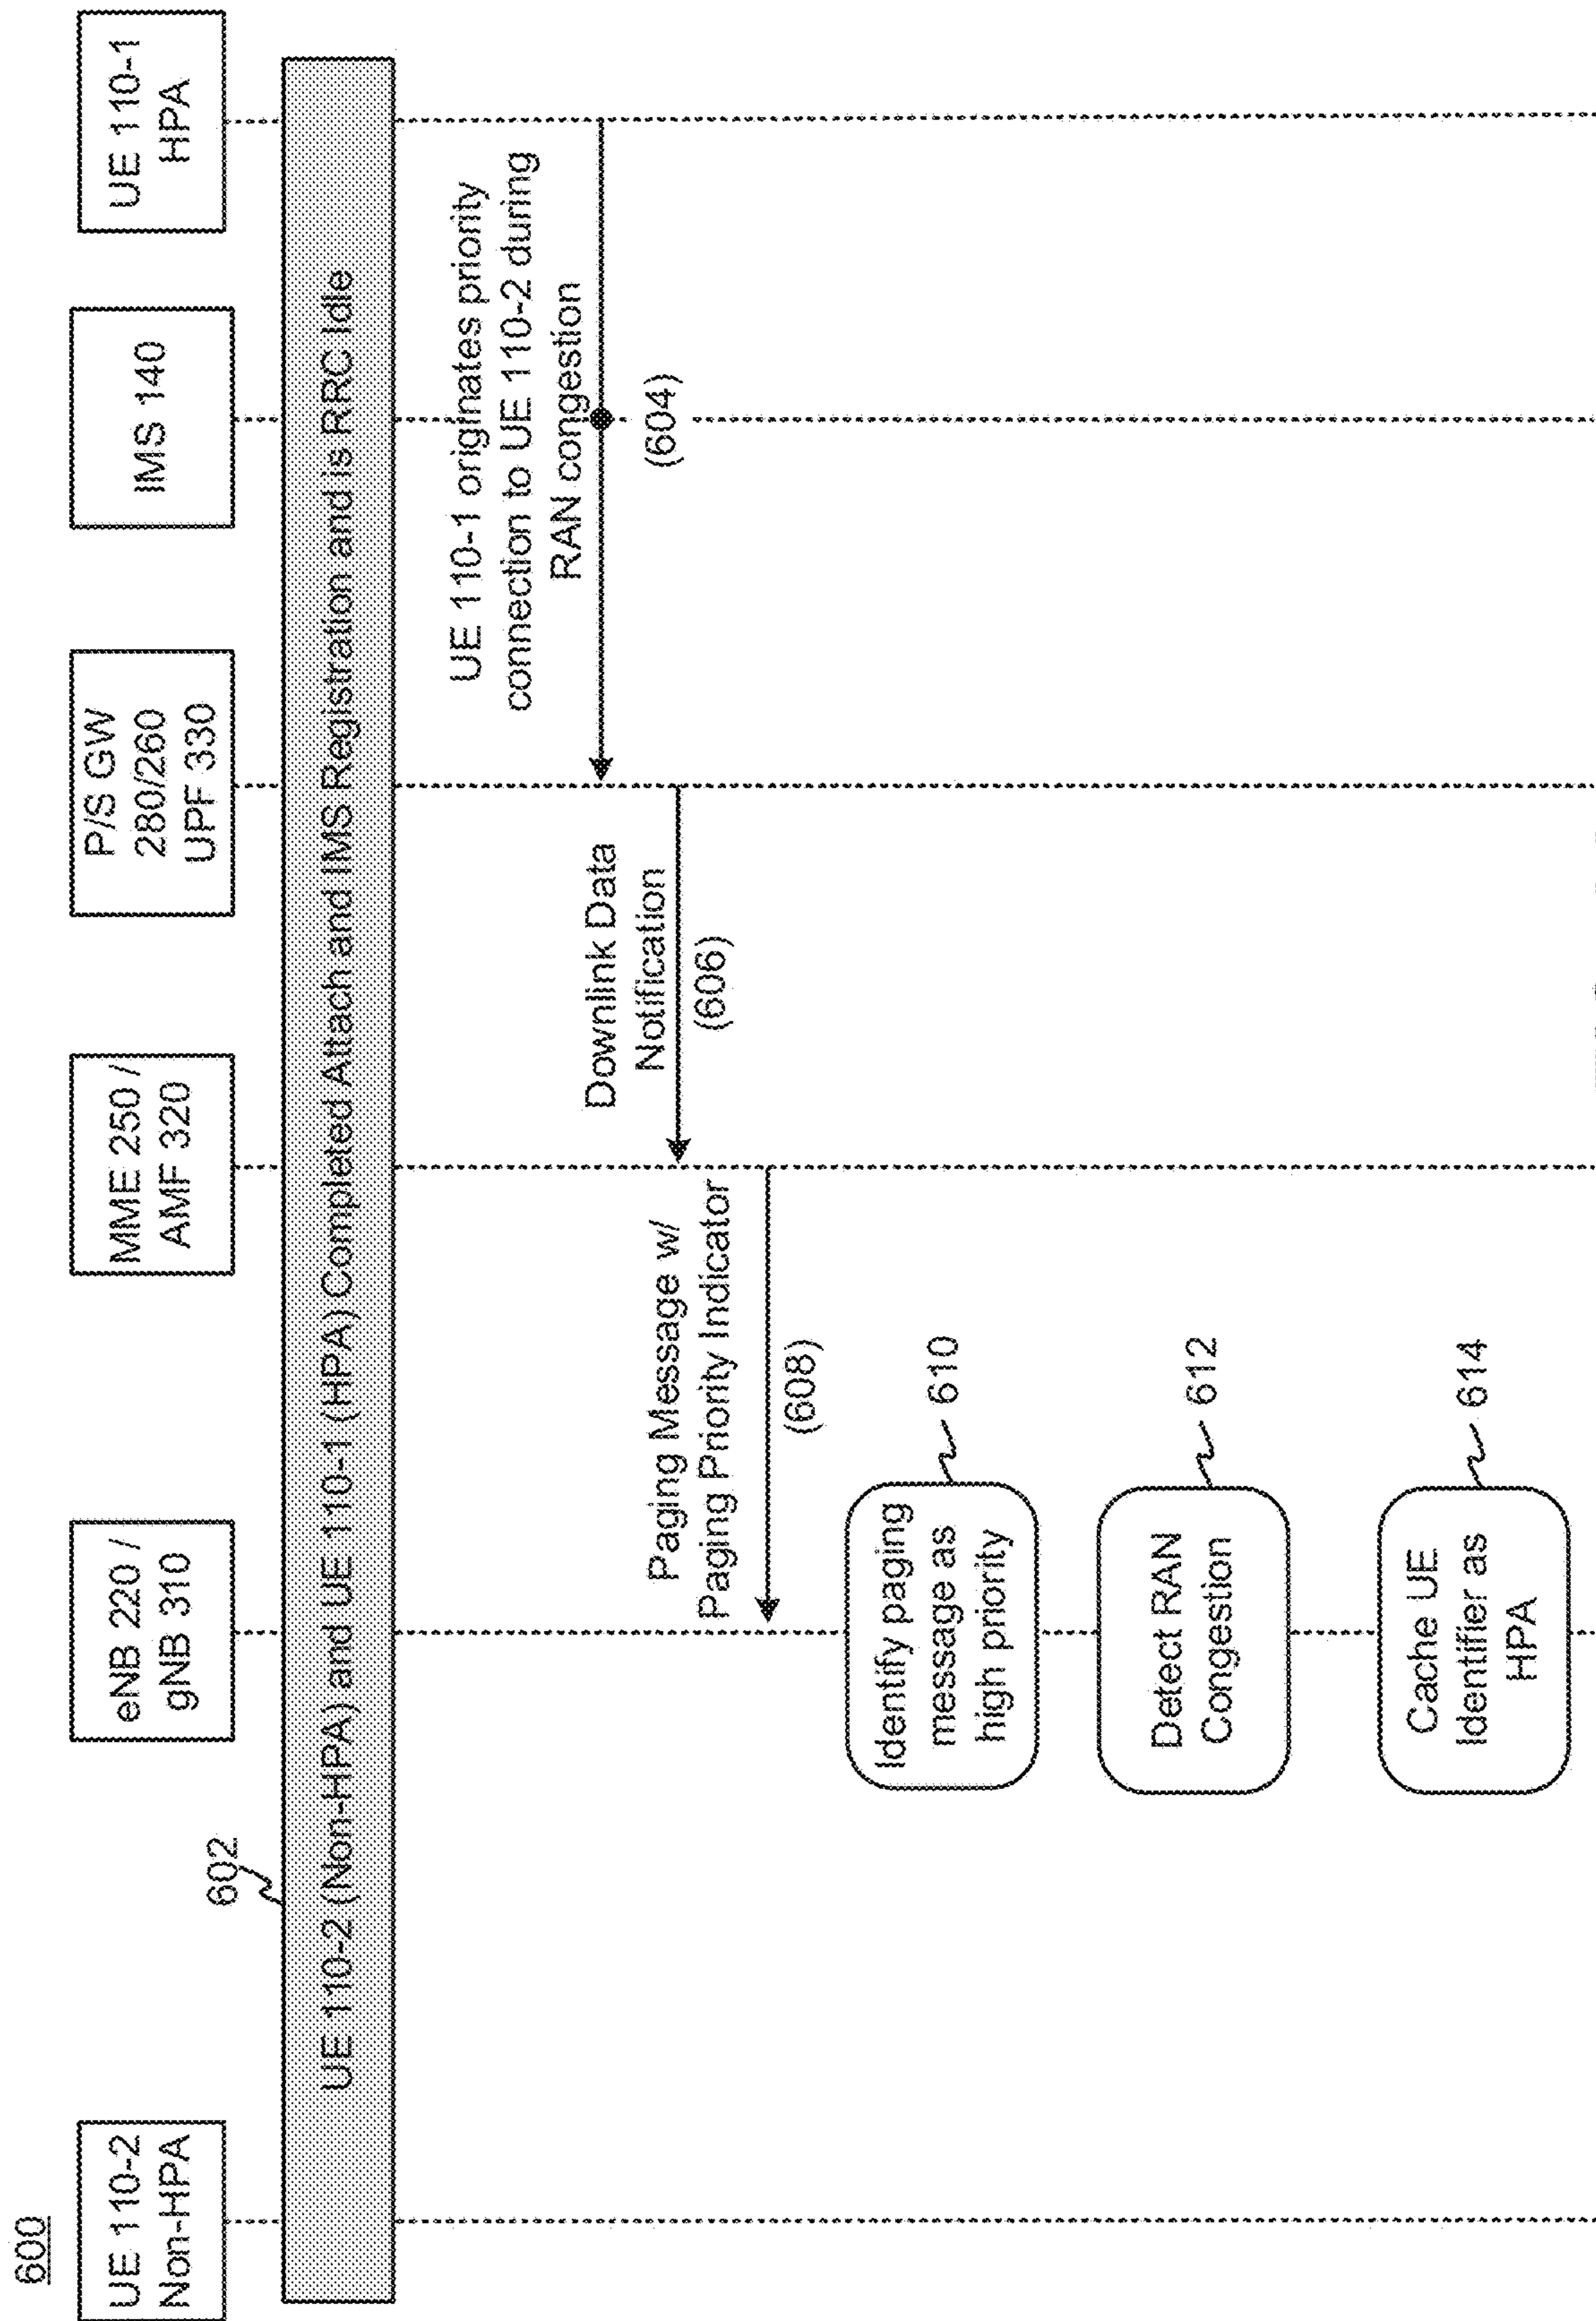 600
UE 110-2
Non-HPA
eNB 220 /
gNB 310
MME 250 /
AMF 320
P/S GW
280/260
UPF 330
IMS 140
UE 110-1
HPA
602
UE 110-2 (Non-HPA) and UE 110-1 (HPA) Completed Attach and IMS Registration and is RRC Idle
UE 110-1 originates priority
connection to UE 110-2 during
RAN congestion
(604)
Downlink Data
Notification
(606)
Paging Message w/
Paging Priority Indicator
(608)
Identify paging
message as
high priority
610
Detect RAN
Congestion
612
Cache UE
Identifier as
HPA
614